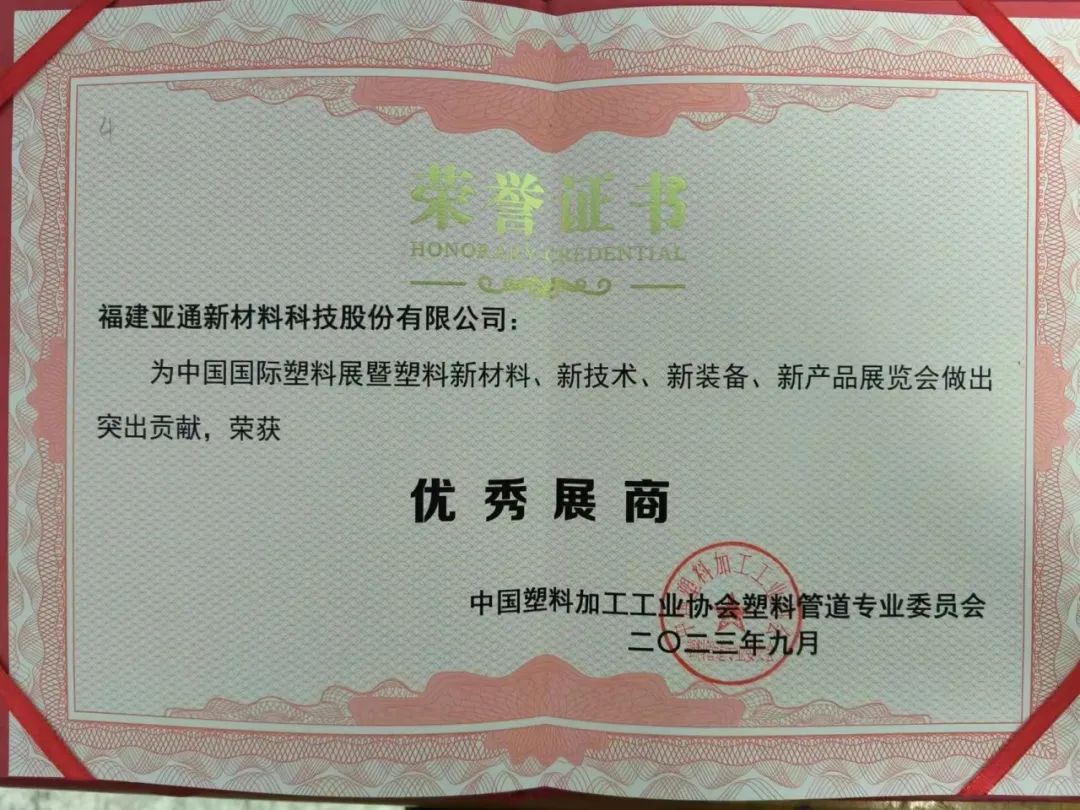 4
荣誉证书
HONORARY CREDENTIAL
福建亚通新材料科技股份有限公司：
为中国国际塑料展暨塑料新材料、新技术、新装备、新产品展览会做出
突出贡献，荣获
优秀展商
中国塑料加工工业协会塑料管道专业委员会
二〇二三年九月